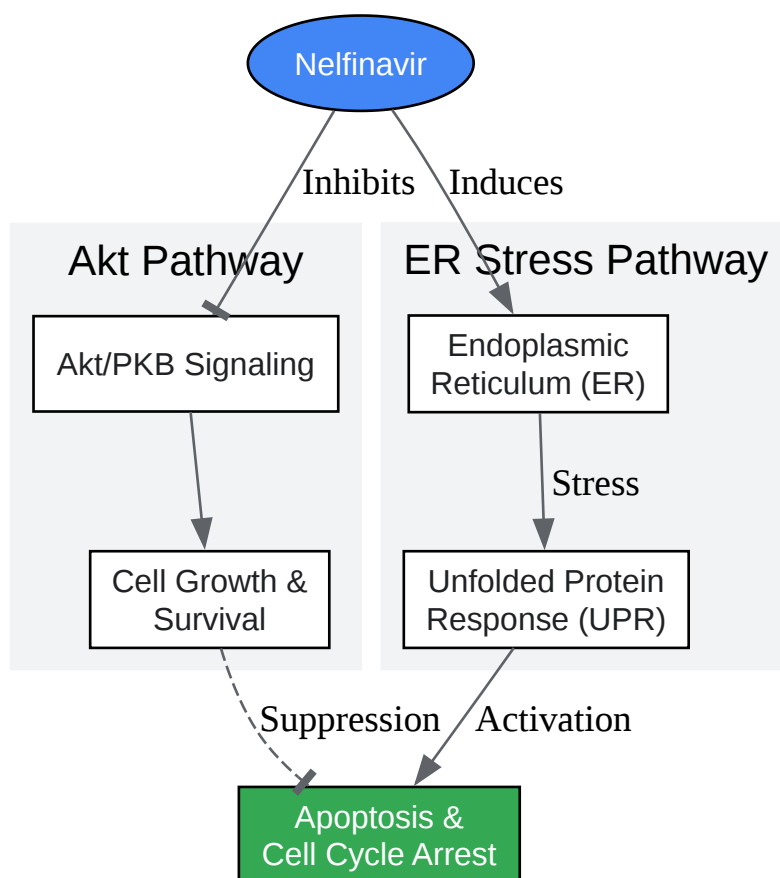 Nelfinavir
Inhibits
Induces
Akt Pathway
ER Stress Pathway
Akt/PKB Signaling
Endoplasmic
Reticulum (ER)
Stress
Cell Growth &
Survival
Unfolded Protein
Response (UPR)
Suppression
Activation
Apoptosis &
Cell Cycle Arrest